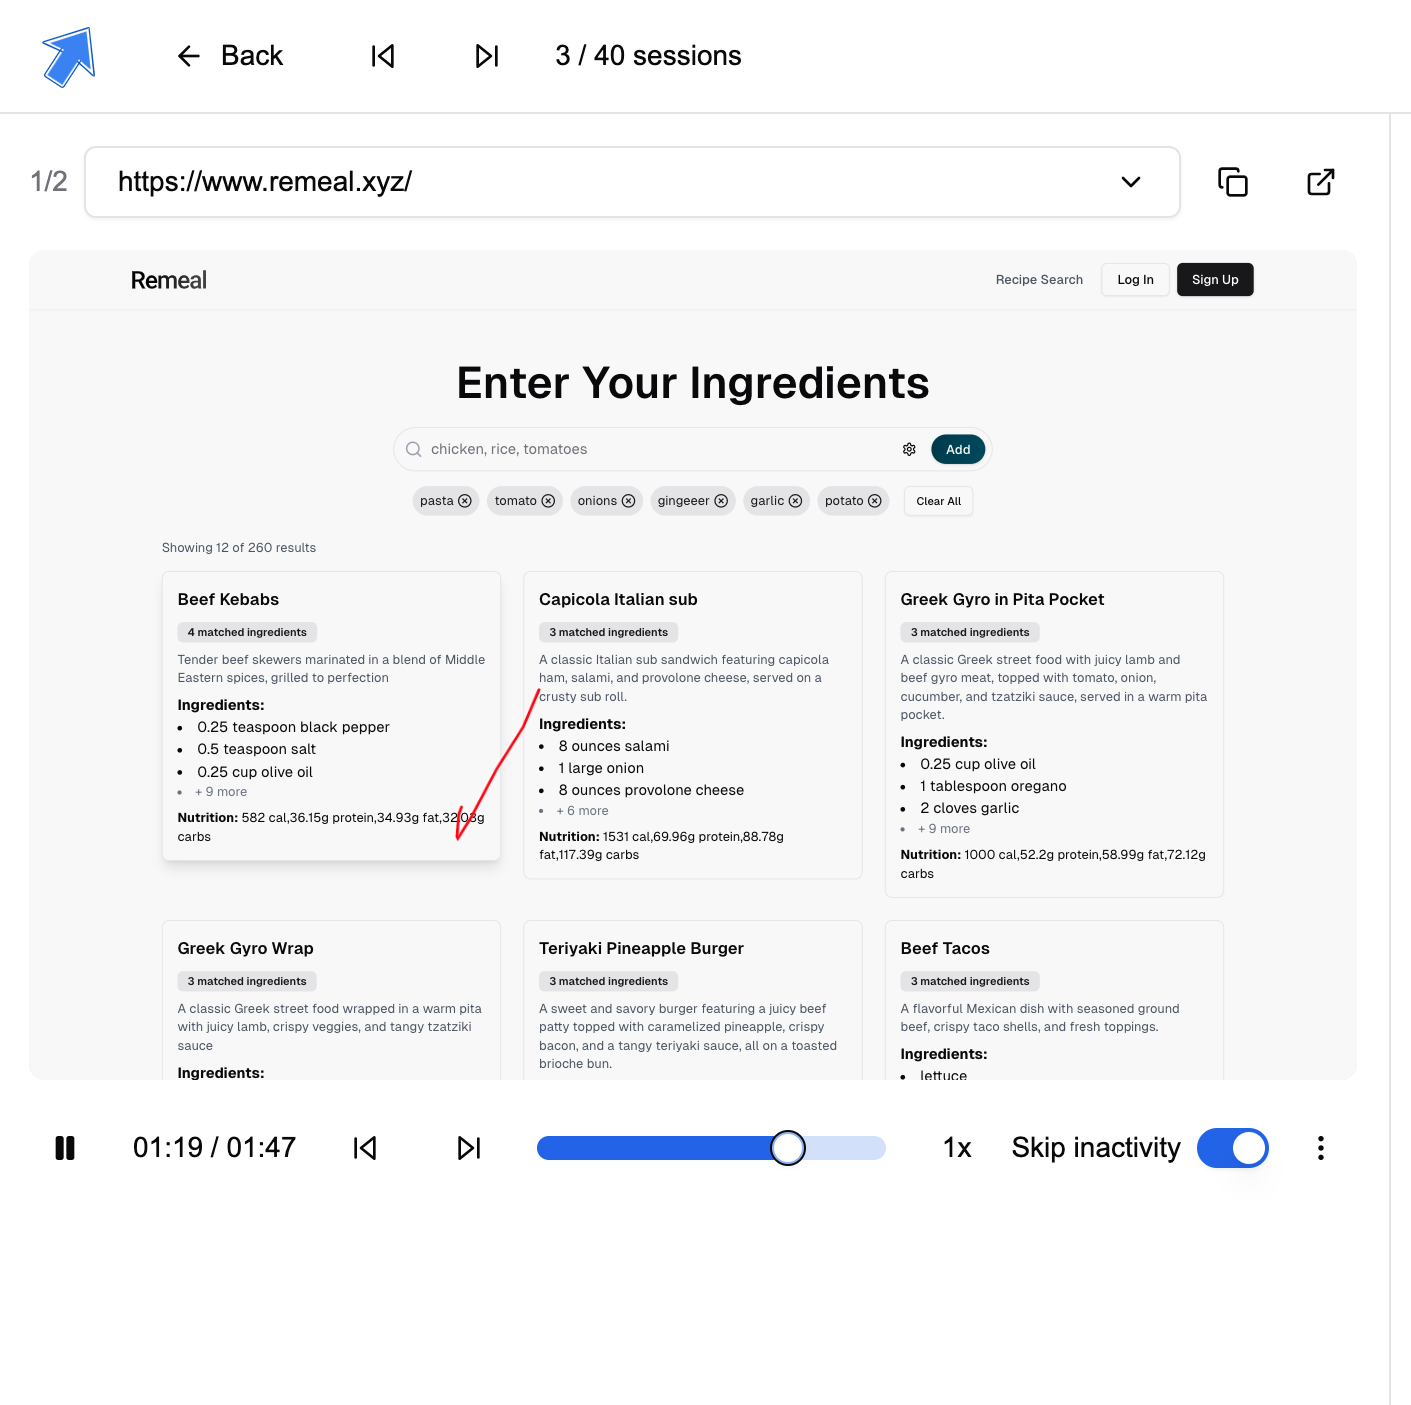 Back
3 / 40 sessions
1/2
https://www.remeal.xyz/
Remeal
Recipe Search
Log In
Sign Up
Enter Your Ingredients
chicken, rice, tomatoes
Add
pasta
tomato
onions
gingeeer
garlic
potato
Clear All
Showing 12 of 260 results
Beef Kebabs
4 matched ingredients
Tender beef skewers marinated in a blend of Middle
Eastern spices, grilled to perfection
Ingredients:
• 0.25 teaspoon black pepper
• 0.5 teaspoon salt
• 0.25 cup olive oil
• + 9 more
Nutrition: 582 cal,36.15g protein,34.93g fat,32.03g
carbs
Capicola Italian sub
3 matched ingredients
A classic Italian sub sandwich featuring capicola
ham, salami, and provolone cheese, served on a
crusty sub roll.
Ingredients:
• 8 ounces salami
• 1 large onion
• 8 ounces provolone cheese
• + 6 more
Nutrition: 1531 cal,69.96g protein,88.78g
fat,117.39g carbs
Greek Gyro in Pita Pocket
3 matched ingredients
A classic Greek street food with juicy lamb and
beef gyro meat, topped with tomato, onion,
cucumber, and tzatziki sauce, served in a warm pita
pocket.
Ingredients:
• 0.25 cup olive oil
• 1 tablespoon oregano
• 2 cloves garlic
• + 9 more
Nutrition: 1000 cal,52.2g protein,58.99g fat,72.12g
carbs
Greek Gyro Wrap
3 matched ingredients
A classic Greek street food wrapped in a warm pita
with juicy lamb, crispy veggies, and tangy tzatziki
sauce
Ingredients:
Teriyaki Pineapple Burger
3 matched ingredients
A sweet and savory burger featuring a juicy beef
patty topped with caramelized pineapple, crispy
bacon, and a tangy teriyaki sauce, all on a toasted
brioche bun.
Beef Tacos
3 matched ingredients
A flavorful Mexican dish with seasoned ground
beef, crispy taco shells, and fresh toppings.
Ingredients:
• lettuce
01:19 / 01:47
1x
Skip inactivity